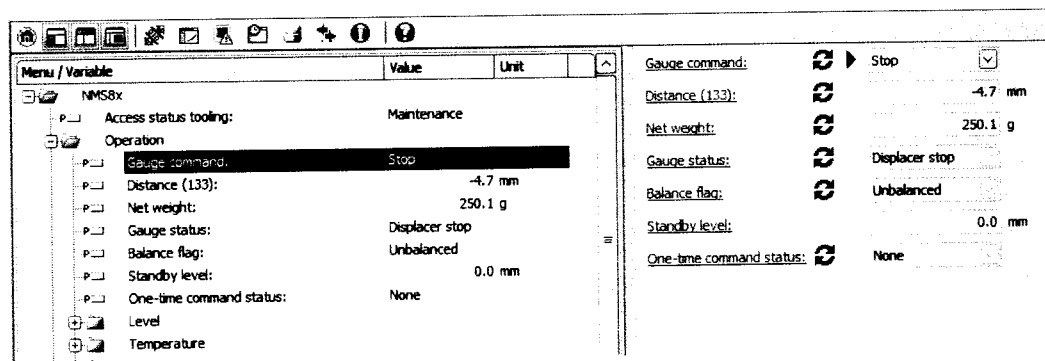 Menu / Variable Value Unit
NMS8x
Access status tooling: Maintenance
Operation
Gauge command: Stop
Distance (133): -4.7 mm
Net weight: 250.1 g
Gauge status: Displacer stop
Balance flag: Unbalanced
Standby level: 0.0 mm
One-time command status: None
Level
Temperature
Gauge command: Stop
Distance (133): -4.7 mm
Net weight: 250.1 g
Gauge status: Displacer stop
Balance flag: Unbalanced
Standby level: 0.0 mm
One-time command status: None